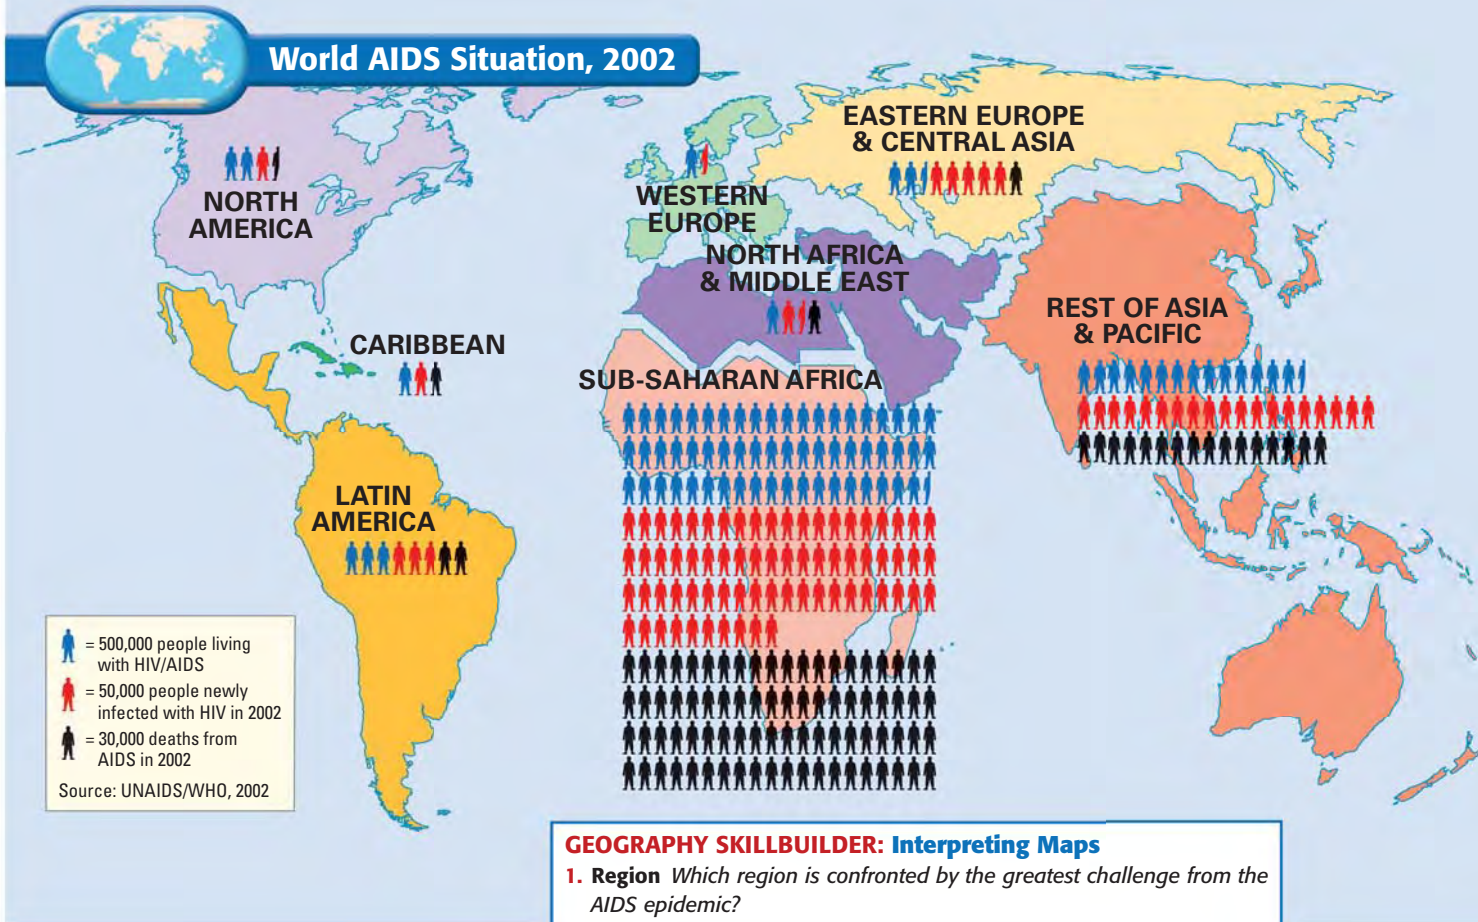 World AIDS Situation, 2002
EASTERN EUROPE
& CENTRAL ASIA
NORTH
AMERICA
WESTERN
EUROPE
NORTH AFRICA
& MIDDLE EAST
REST OF ASIA
& PACIFIC
CARIBBEAN
SUB-SAHARAN AFRICA
LATIN
AMERICA
= 500,000 people living
with HIV/AIDS
= 50,000 people newly
infected with HIV in 2002
= 30,000 deaths from
AIDS in 2002
Source: UNAIDS/WHO, 2002
GEOGRAPHY SKILLBUILDER: Interpreting Maps
1. Region Which region is confronted by the greatest challenge from the
AIDS epidemic?